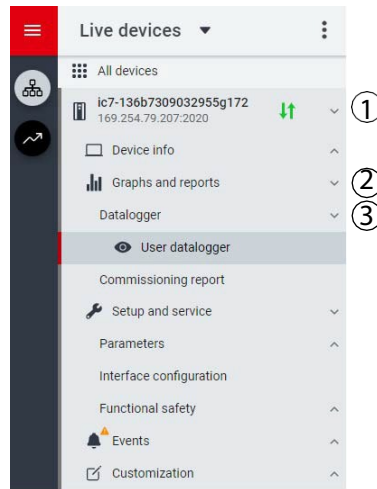 Live devices
All devices
ic7-136b7309032955g172
169.254.79.207:2020
1
Device info
Graphs and reports
2
Datalogger
3
User datalogger
Commissioning report
Setup and service
Parameters
Interface configuration
Functional safety
Events
Customization